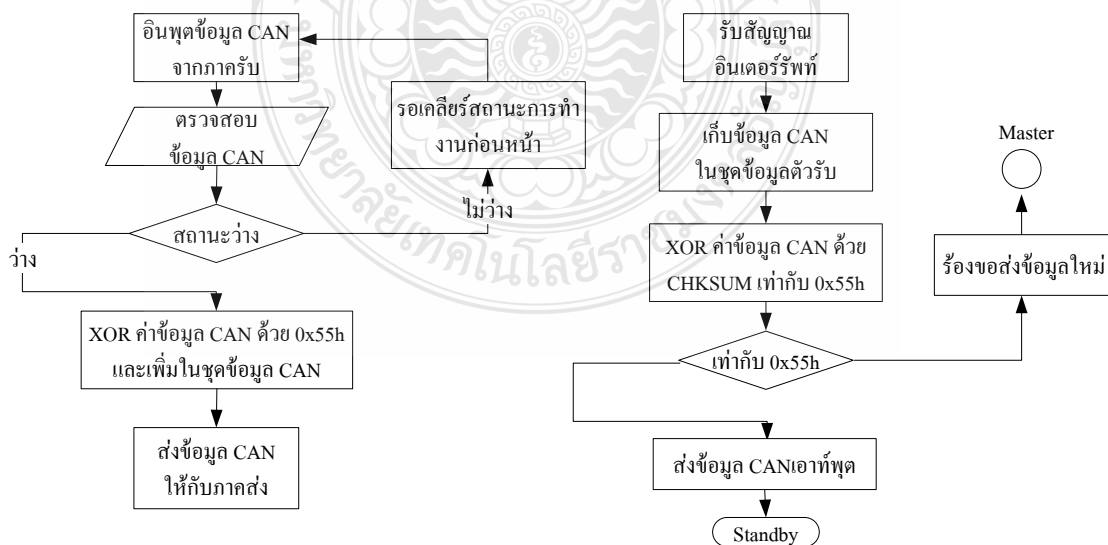 อินพุตข้อมูล CAN
จากภาครับ
ตรวจสอบ
ข้อมูล CAN
สถานะว่าง
ว่าง
ไม่ว่าง
รอเคลียร์สถานะการทำ
งานก่อนหน้า
XOR ค่าข้อมูล CAN ด้วย 0x55h
และเพิ่มในชุดข้อมูล CAN
ส่งข้อมูล CAN
ให้กับภาคส่ง
รับสัญญาณ
อินเตอร์รัพท์
เก็บข้อมูล CAN
ในชุดข้อมูลตัวรับ
XOR ค่าข้อมูล CAN ด้วย
CHKSUM เท่ากับ 0x55h
เท่ากับ 0x55h
ส่งข้อมูล CANเอาท์พุต
Standby
Master
ร้องขอส่งข้อมูลใหม่